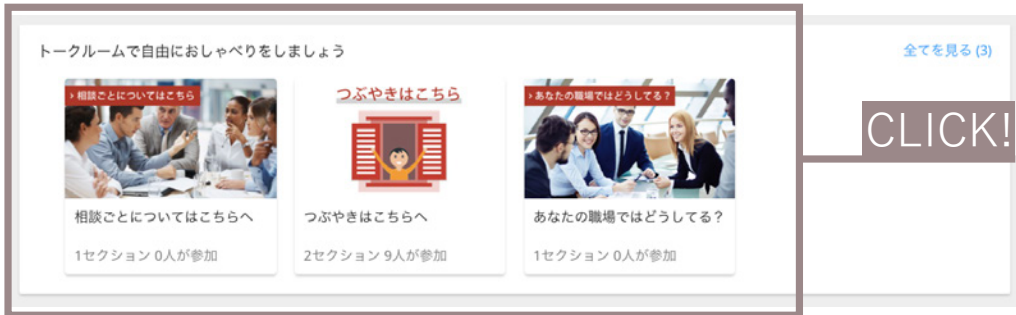 トークルームで自由におしゃべりをしましょう
全てを見る (3)
› 相談ごとについてはこちら
つぶやきはこちら
› あなたの職場ではどうしてる？
CLICK!
相談ごとについてはこちらへ
つぶやきはこちらへ
あなたの職場ではどうしてる？
1セクション 0人が参加
2セクション 9人が参加
1セクション 0人が参加